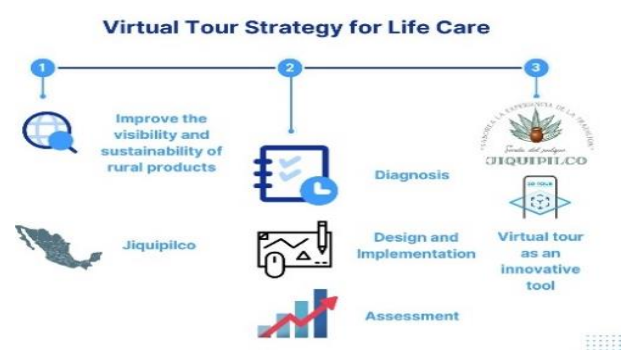 Virtual Tour Strategy for Life Care
1
2
3
Improve the
visibility and
sustainability of
rural products
Jiquipilco
Diagnosis
Design and
Implementation
Assessment
JIQUIPILCO
Virtual tour
as an
innovative
tool